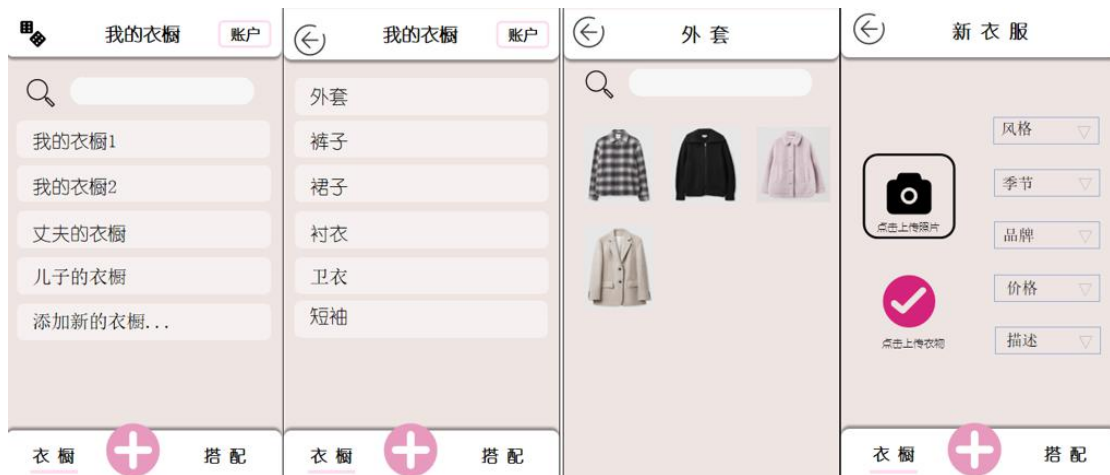 我的衣橱
账户
我的衣橱1
我的衣橱2
丈夫的衣橱
儿子的衣橱
添加新的衣橱...
衣橱
搭配
我的衣橱
账户
外套
裤子
裙子
衬衣
卫衣
短袖
衣橱
搭配
外套
新衣服
风格
季节
点击上传照片
品牌
价格
点击上传衣物
描述
衣橱
搭配